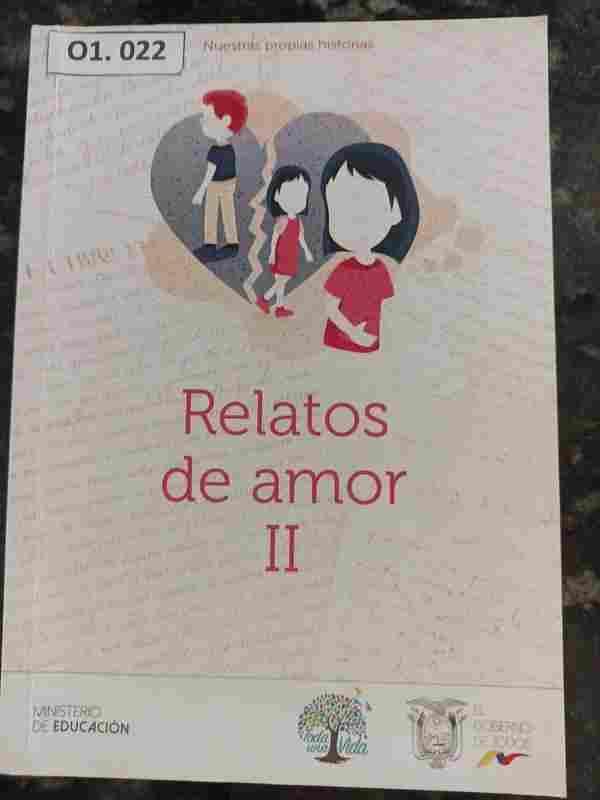 O1. 022
Nuestras propias historias
Relatos
de amor
II
MINISTERIO
DE EDUCACIÓN
Toda
una Vida
EL
GOBIERNO
DE TODOS